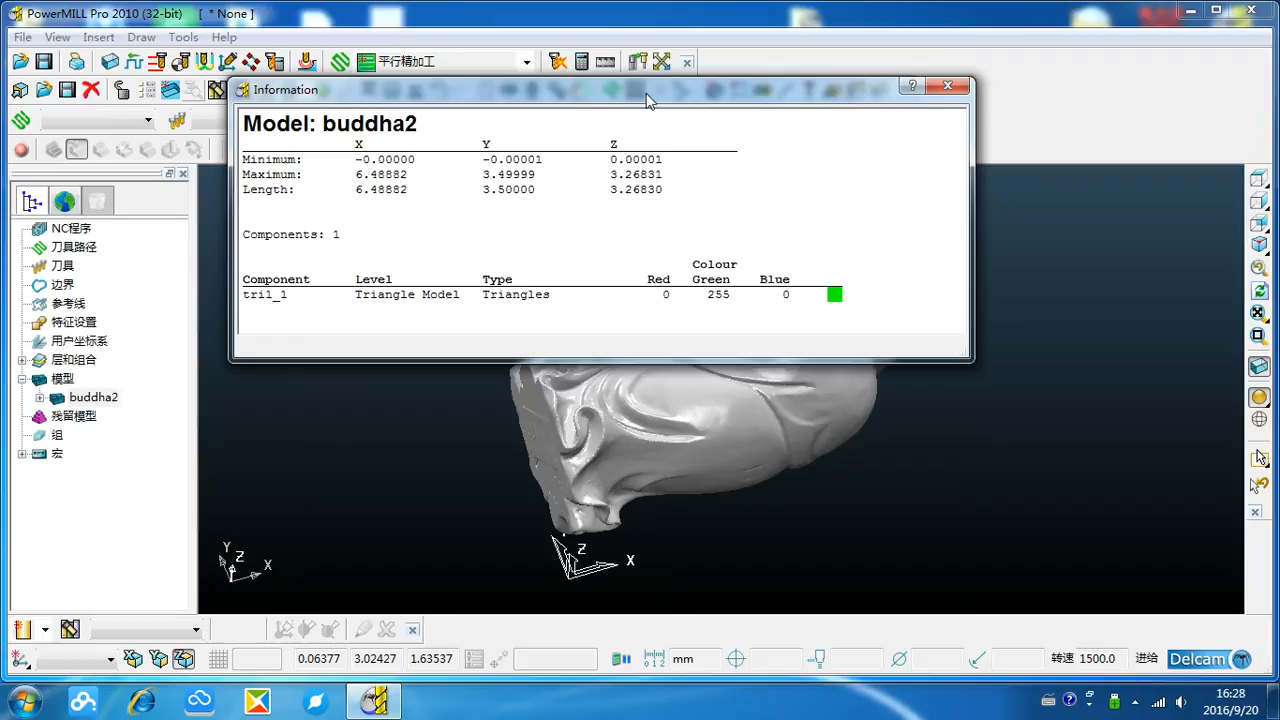 PowerMILL Pro 2010 (32-bit) [ * None ]
File View Insert Draw Tools Help
平行精加工
Information
Model: buddha2
X Y Z
Minimum: -0.00000 -0.00001 0.00001
Maximum: 6.48882 3.49999 3.26831
Length: 6.48882 3.50000 3.26830
Components: 1
Colour
Component Level Type Red Green Blue
tri1_1 Triangle Model Triangles 0 255 0
NC程序
刀具路径
刀具
边界
参考线
特征设置
用户坐标系
层和组合
模型
buddha2
残留模型
组
宏
Y Z X
Z X
0.06377 3.02427 1.63537 mm 转速 1500.0 进给 Delcam
16:28
2016/9/20